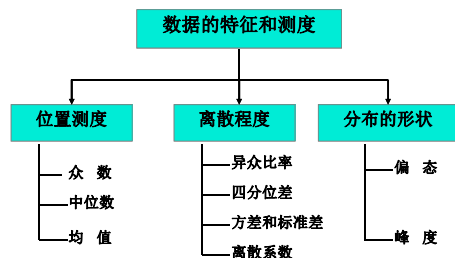 数据的特征和测度
位置测度
离散程度
分布的形状
众 数
中位数
均 值
异众比率
四分位差
方差和标准差
离散系数
偏 态
峰 度